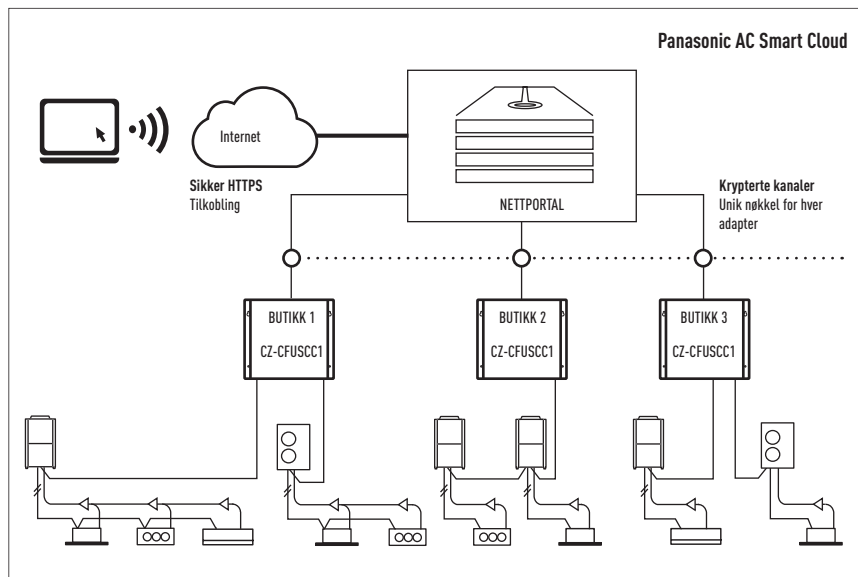 Panasonic AC Smart Cloud
Internet
Sikker HTTPS
Tilkobling
NETTPORTAL
Krypterte kanaler
Unik nøkkel for hver
adapter
BUTIKK 1
CZ-CFUSCC1
BUTIKK 2
CZ-CFUSCC1
BUTIKK 3
CZ-CFUSCC1